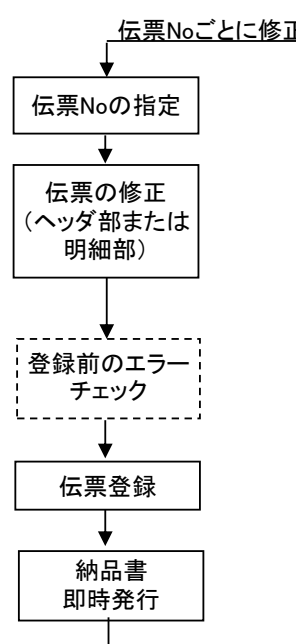 伝票Noごとに修正
伝票Noの指定
伝票の修正
（ヘッダ部または
明細部）
登録前のエラー
チェック
伝票登録
納品書
即時発行